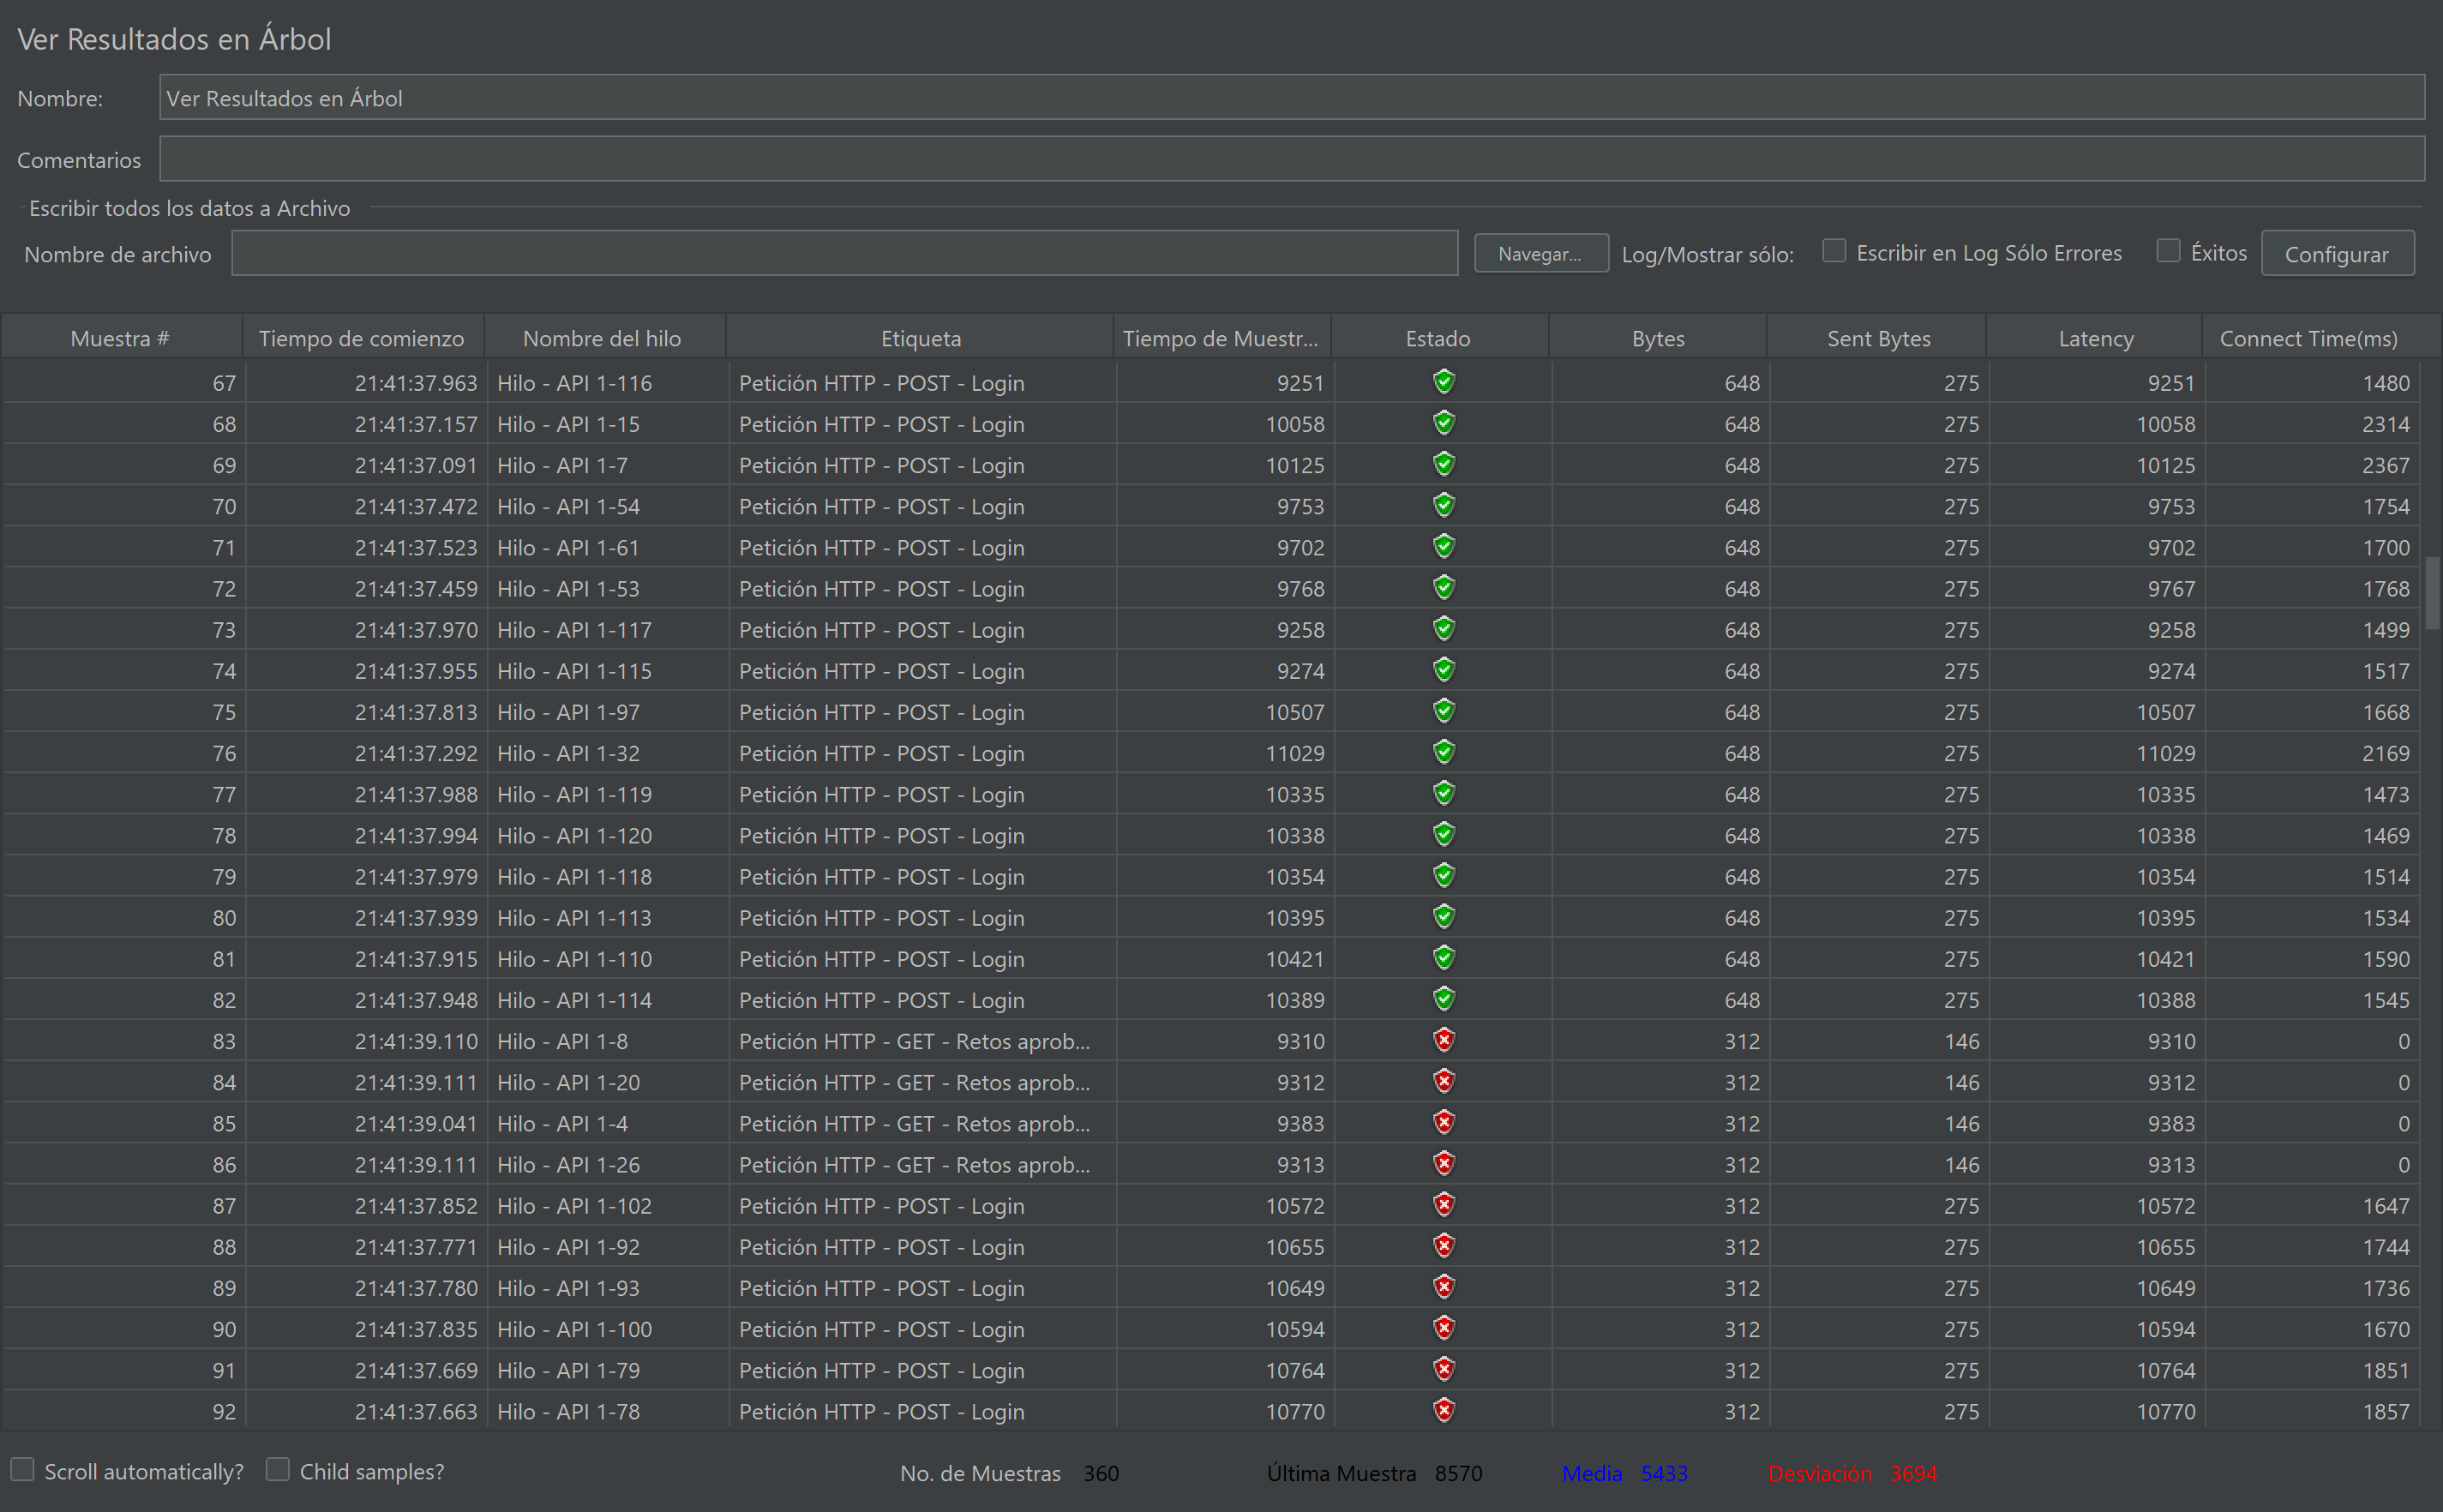 Ver Resultados en Árbol
Nombre: Ver Resultados en Árbol
Comentarios
Escribir todos los datos a Archivo
Nombre de archivo Navegar... Log/Mostrar sólo: Escribir en Log Sólo Errores Éxitos Configurar
Muestra # Tiempo de comienzo Nombre del hilo Etiqueta Tiempo de Muestr... Estado Bytes Sent Bytes Latency Connect Time(ms)
67 21:41:37.963 Hilo - API 1-116 Petición HTTP - POST - Login 9251 648 275 9251 1480
68 21:41:37.157 Hilo - API 1-15 Petición HTTP - POST - Login 10058 648 275 10058 2314
69 21:41:37.091 Hilo - API 1-7 Petición HTTP - POST - Login 10125 648 275 10125 2367
70 21:41:37.472 Hilo - API 1-54 Petición HTTP - POST - Login 9753 648 275 9753 1754
71 21:41:37.523 Hilo - API 1-61 Petición HTTP - POST - Login 9702 648 275 9702 1700
72 21:41:37.459 Hilo - API 1-53 Petición HTTP - POST - Login 9768 648 275 9767 1768
73 21:41:37.970 Hilo - API 1-117 Petición HTTP - POST - Login 9258 648 275 9258 1499
74 21:41:37.955 Hilo - API 1-115 Petición HTTP - POST - Login 9274 648 275 9274 1517
75 21:41:37.813 Hilo - API 1-97 Petición HTTP - POST - Login 10507 648 275 10507 1668
76 21:41:37.292 Hilo - API 1-32 Petición HTTP - POST - Login 11029 648 275 11029 2169
77 21:41:37.988 Hilo - API 1-119 Petición HTTP - POST - Login 10335 648 275 10335 1473
78 21:41:37.994 Hilo - API 1-120 Petición HTTP - POST - Login 10338 648 275 10338 1469
79 21:41:37.979 Hilo - API 1-118 Petición HTTP - POST - Login 10354 648 275 10354 1514
80 21:41:37.939 Hilo - API 1-113 Petición HTTP - POST - Login 10395 648 275 10395 1534
81 21:41:37.915 Hilo - API 1-110 Petición HTTP - POST - Login 10421 648 275 10421 1590
82 21:41:37.948 Hilo - API 1-114 Petición HTTP - POST - Login 10389 648 275 10388 1545
83 21:41:39.110 Hilo - API 1-8 Petición HTTP - GET - Retos aprob... 9310 312 146 9310 0
84 21:41:39.111 Hilo - API 1-20 Petición HTTP - GET - Retos aprob... 9312 312 146 9312 0
85 21:41:39.041 Hilo - API 1-4 Petición HTTP - GET - Retos aprob... 9383 312 146 9383 0
86 21:41:39.111 Hilo - API 1-26 Petición HTTP - GET - Retos aprob... 9313 312 146 9313 0
87 21:41:37.852 Hilo - API 1-102 Petición HTTP - POST - Login 10572 312 275 10572 1647
88 21:41:37.771 Hilo - API 1-92 Petición HTTP - POST - Login 10655 312 275 10655 1744
89 21:41:37.780 Hilo - API 1-93 Petición HTTP - POST - Login 10649 312 275 10649 1736
90 21:41:37.835 Hilo - API 1-100 Petición HTTP - POST - Login 10594 312 275 10594 1670
91 21:41:37.669 Hilo - API 1-79 Petición HTTP - POST - Login 10764 312 275 10764 1851
92 21:41:37.663 Hilo - API 1-78 Petición HTTP - POST - Login 10770 312 275 10770 1857
Scroll automatically? Child samples? No. de Muestras 360 Última Muestra 8570 Media 5433 Desviación 3694